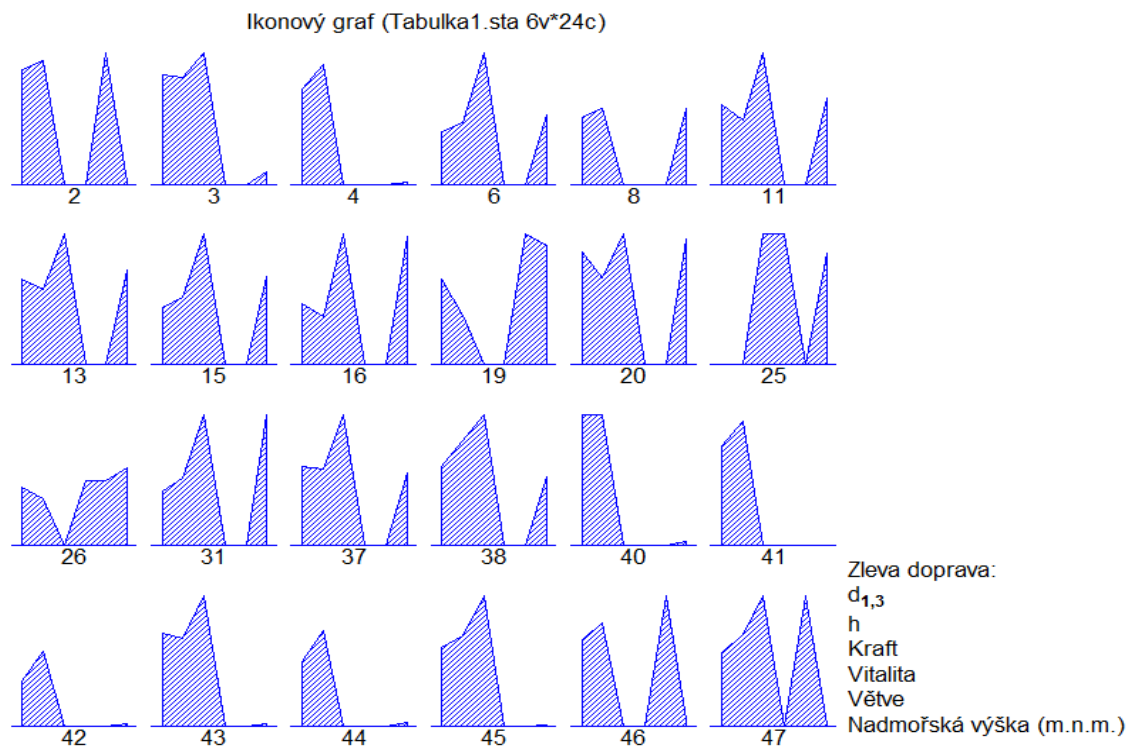 Ikonový graf (Tabulka1.sta 6v*24c)
2 3 4 6 8 11
13 15 16 19 20 25
26 31 37 38 40 41
42 43 44 45 46 47
Zleva doprava:
d1,3
h
Kraft
Vitalita
Větve
Nadmořská výška (m.n.m.)